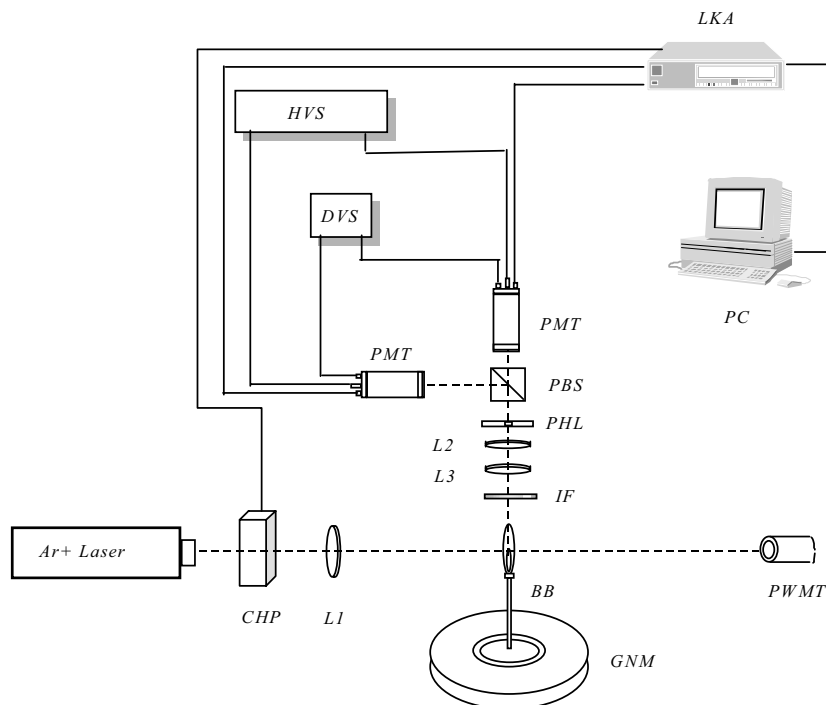 LKA
HVS
DVS
PC
PMT
PMT
PBS
PHL
L2
L3
IF
Ar+ Laser
BB
PWMT
CHP
L1
GNM